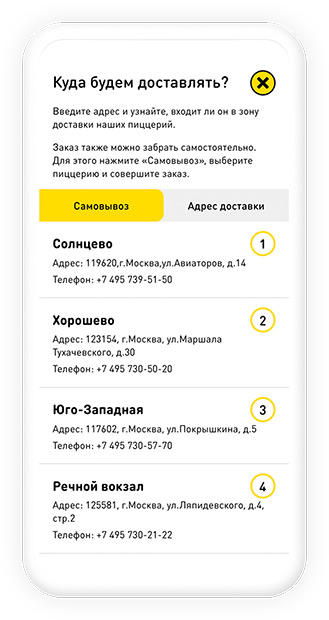 Куда будем доставлять?
Введите адрес и узнайте, входит ли он в зону
доставки наших пиццерий.
Заказ также можно забрать самостоятельно.
Для этого нажмите «Самовывоз», выберите
пиццерию и совершите заказ.
Самовывоз
Адрес доставки
Солнцево
1
Адрес: 119620,г.Москва,ул.Авиаторов, д.14
Телефон: +7 495 739-51-50
Хорошево
2
Адрес: 123154, г.Москва, ул.Маршала
Тухачевского, д.30
Телефон: +7 495 730-50-20
Юго-Западная
3
Адрес: 117602, г.Москва, ул.Покрышкина, д.5
Телефон: +7 495 730-57-70
Речной вокзал
4
Адрес: 125581, г.Москва, ул.Ляпидевского, д.4,
стр.2
Телефон: +7 495 730-21-22